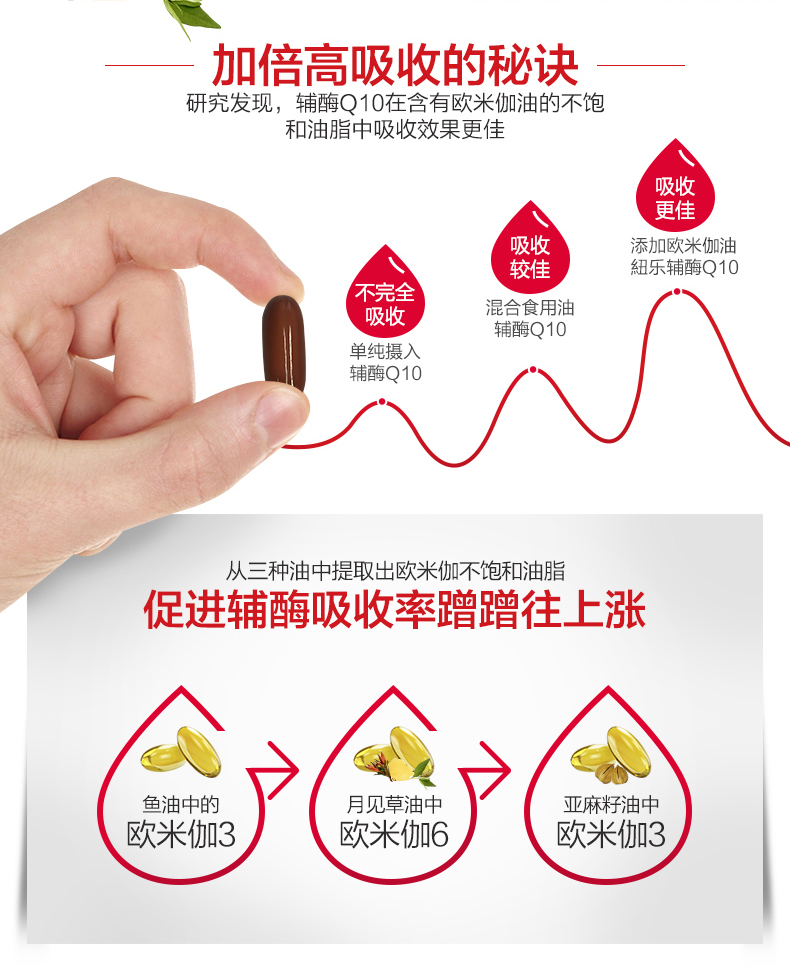 加倍高吸收的秘诀
研究发现，辅酶Q10在含有欧米伽油的不饱
和油脂中吸收效果更佳
吸收
更佳
添加欧米伽油
紐乐辅酶Q10
吸收
较佳
混合食用油
辅酶Q10
不完全
吸收
单纯摄入
辅酶Q10
从三种油中提取出欧米伽不饱和油脂
促进辅酶吸收率蹭蹭往上涨
鱼油中的
欧米伽3
月见草油中
欧米伽6
亚麻籽油中
欧米伽3